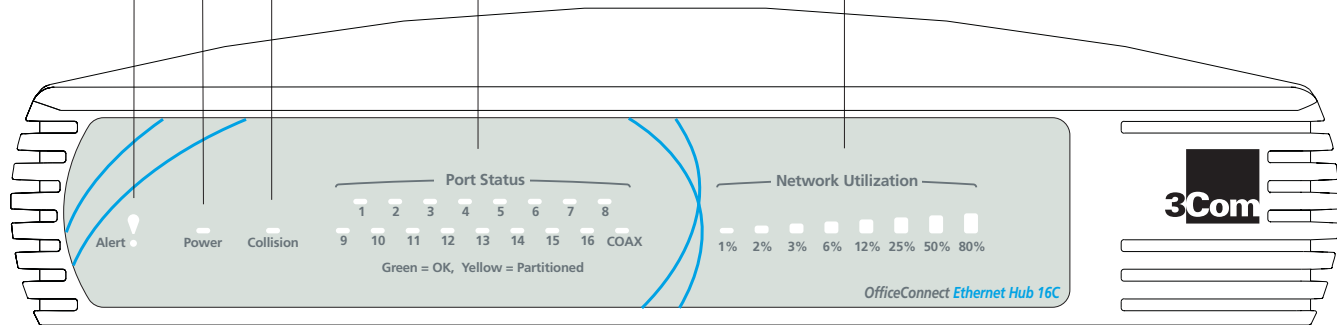 Port Status
1 2 3 4 5 6 7 8
9 10 11 12 13 14 15 16 COAX
Green = OK, Yellow = Partitioned
Alert
Power
Collision
Network Utilization
1% 2% 3% 6% 12% 25% 50% 80%
3Com
OfficeConnect Ethernet Hub 16C